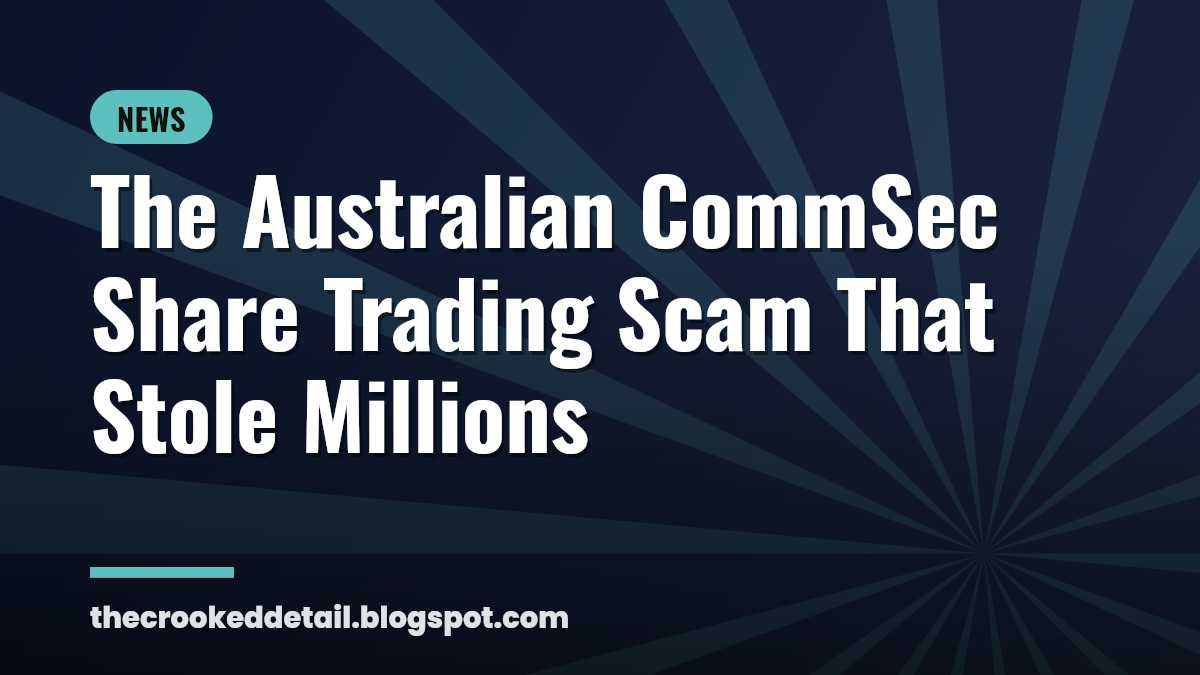 NEWS
The Australian CommSec
Share Trading Scam That
Stole Millions
thecrookeddetail.blogspot.com